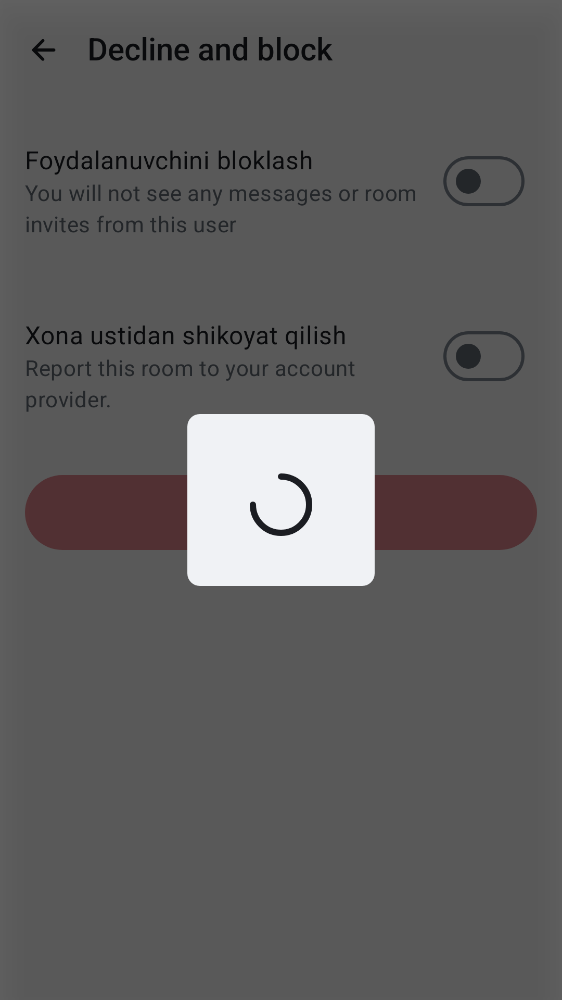 Decline and block
Foydalanuvchini bloklash
You will not see any messages or room
invites from this user
Xona ustidan shikoyat qilish
Report this room to your account
provider.